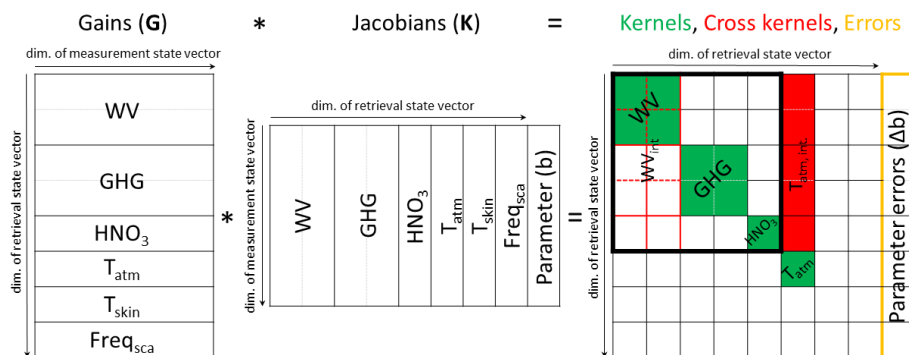 Gains (G) * Jacobians (K) = Kernels, Cross kernels, Errors
dim. of measurement state vector
dim. of retrieval state vector
WV
GHG
HNO3
Tatm
Tskin
Freqsca
*
dim. of retrieval state vector
dim. of measurement state vector
WV
GHG
HNO3
Tatm
Tskin
Freqsca
Parameter (b)
=
dim. of retrieval state vector
dim. of retrieval state vector
WV
WVint
GHG
HNO3
Tatm, int.
Tatm
Parameter errors (Δb)